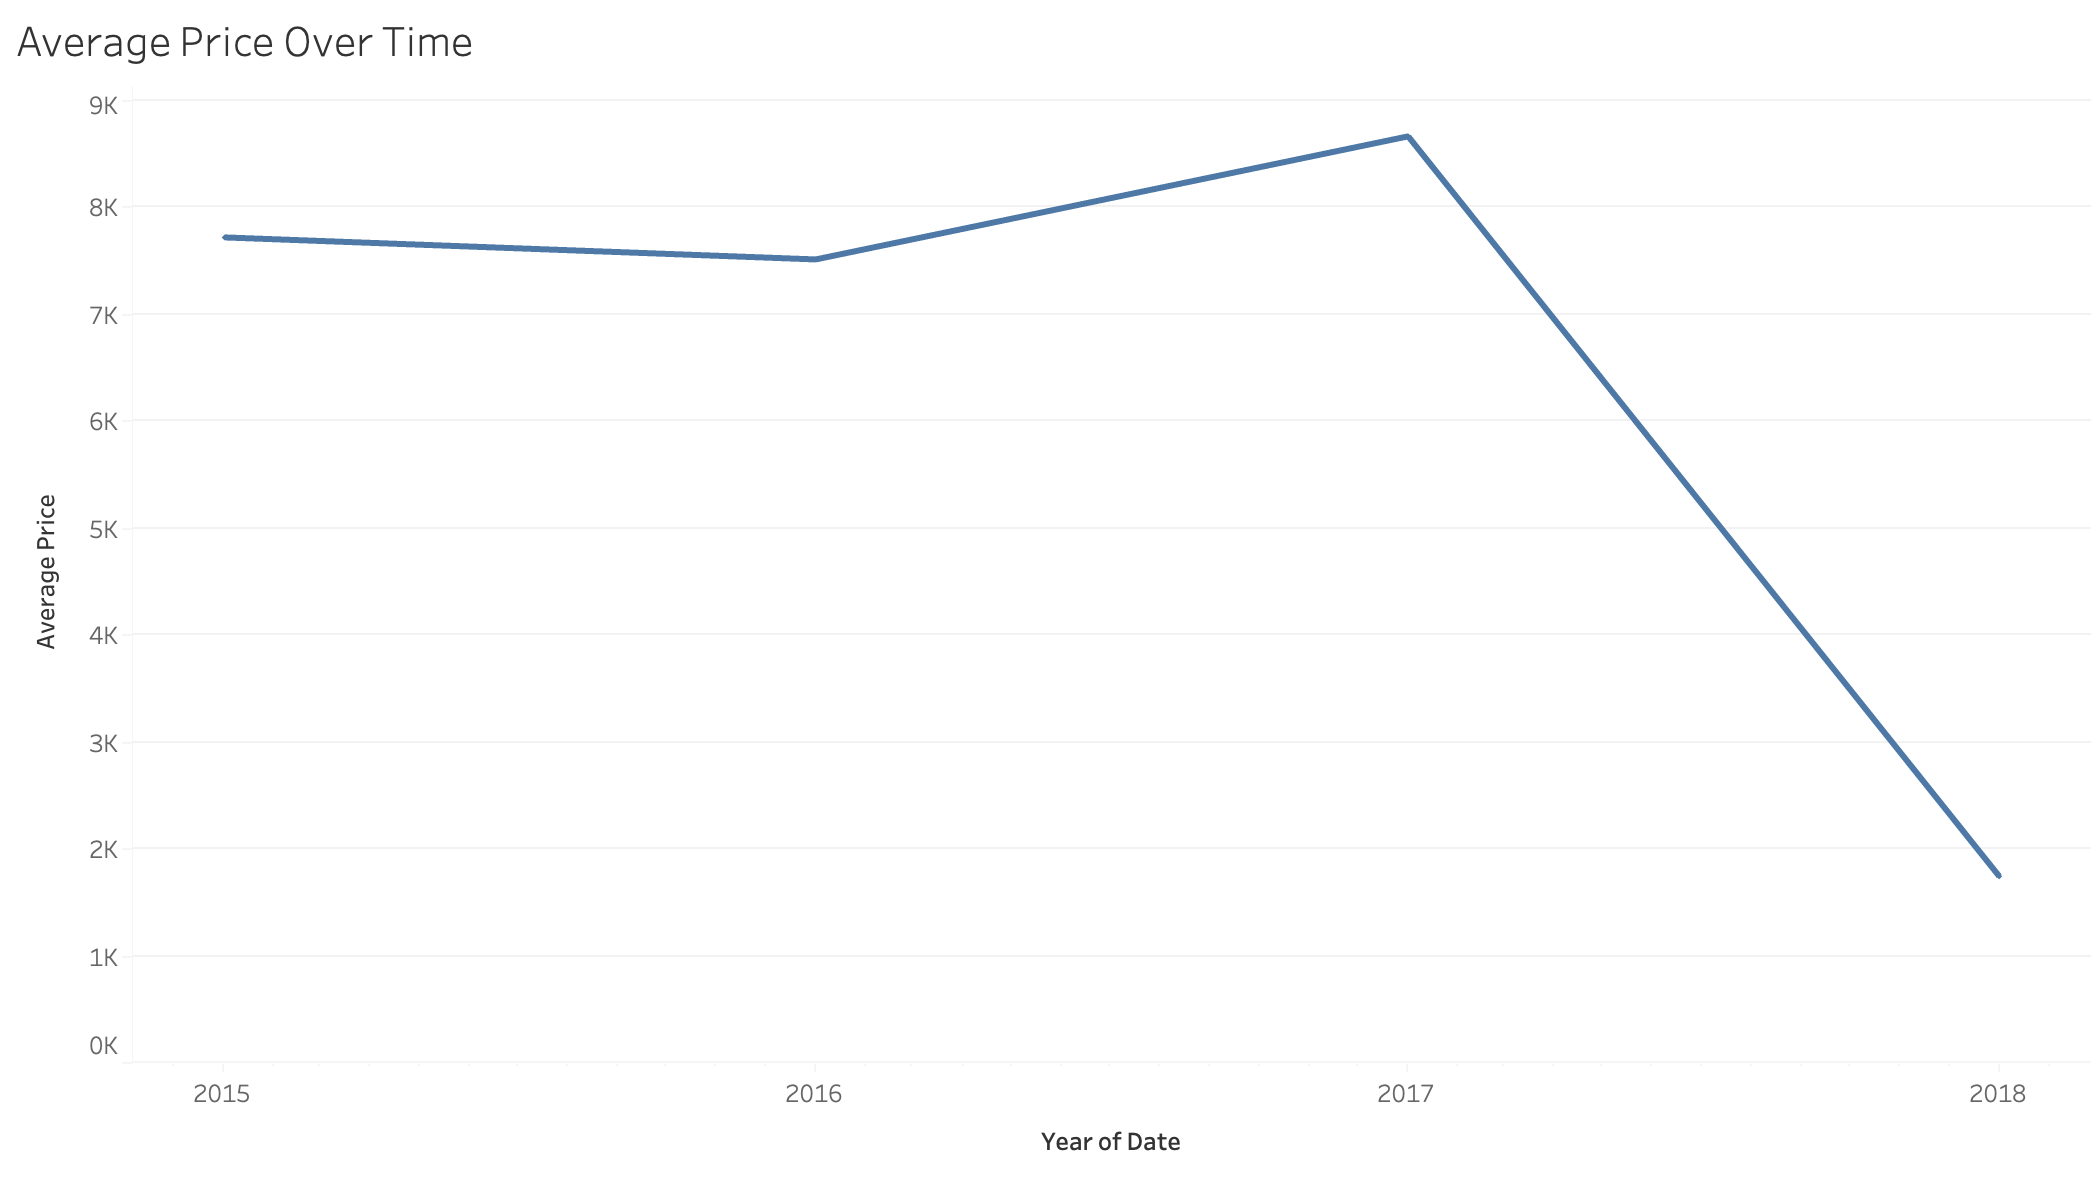 Average Price Over Time
9K
8K
7K
6K
5K
4K
3K
2K
1K
0K
Average Price
2015 2016 2017 2018
Year of Date